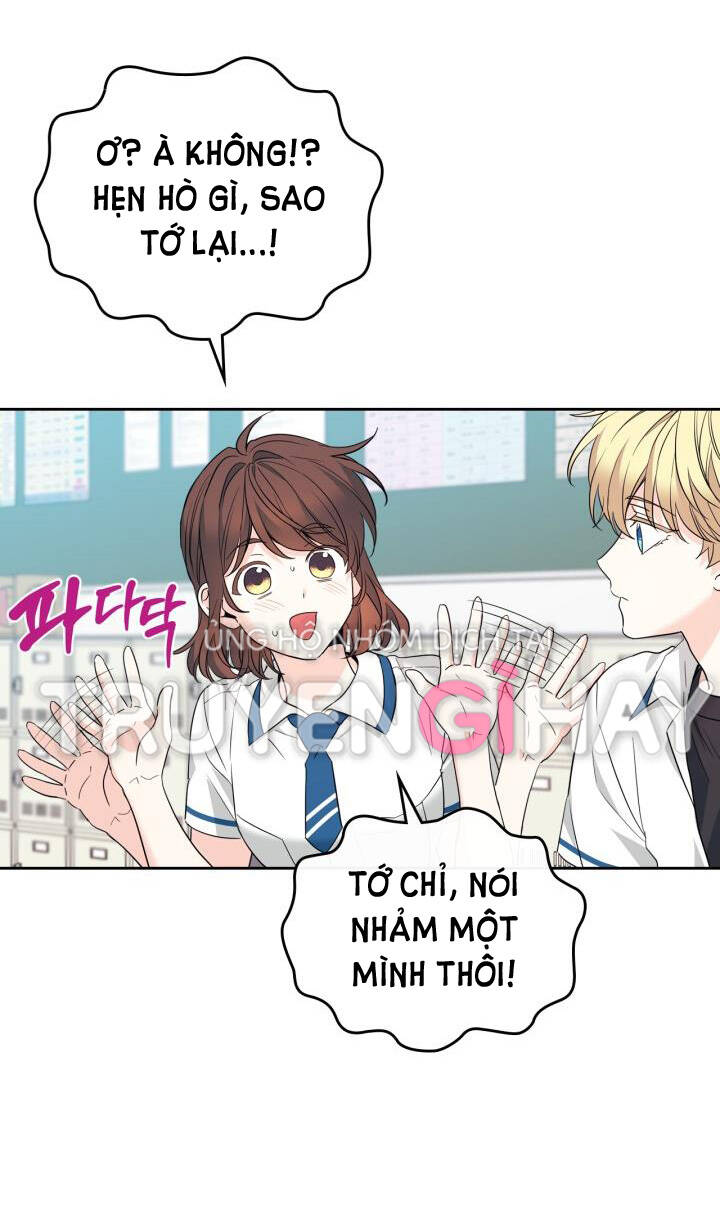 Ơ? À KHÔNG!?
HẸN HÒ GÌ, SAO
TỚ LẠI...!
파다닥
ỦNG HỘ NHÓM DỊCH TẠI
TRUYENGIHAY
TỚ CHỈ, NÓI
NHẢM MỘT
MÌNH THÔI!